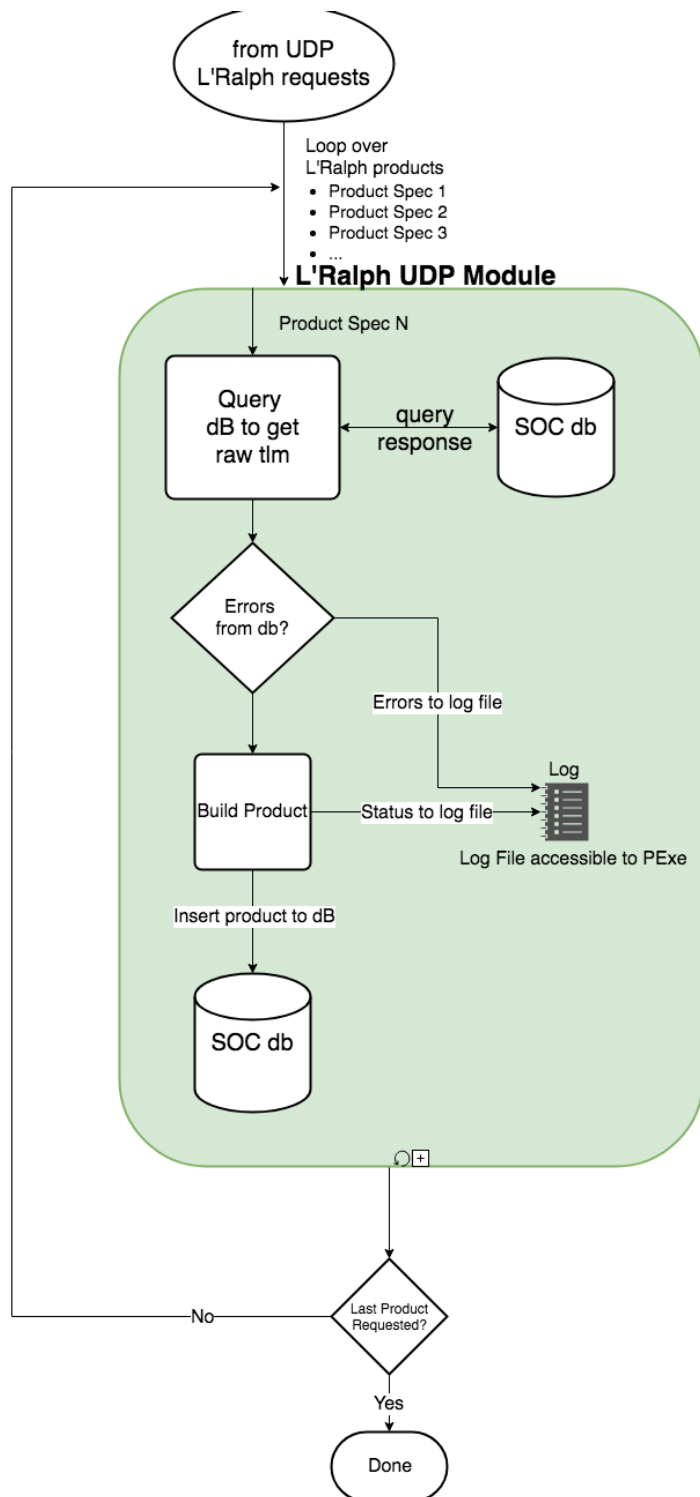 from UDP
L'Ralph requests
Loop over
L'Ralph products
• Product Spec 1
• Product Spec 2
• Product Spec 3
• ...
L'Ralph UDP Module
Product Spec N
Query
dB to get
raw tlm
query
response
SOC db
Errors
from db?
Errors to log file
Log
Build Product
Status to log file
Log File accessible to PExe
Insert product to dB
SOC db
Last Product
Requested?
No
Yes
Done